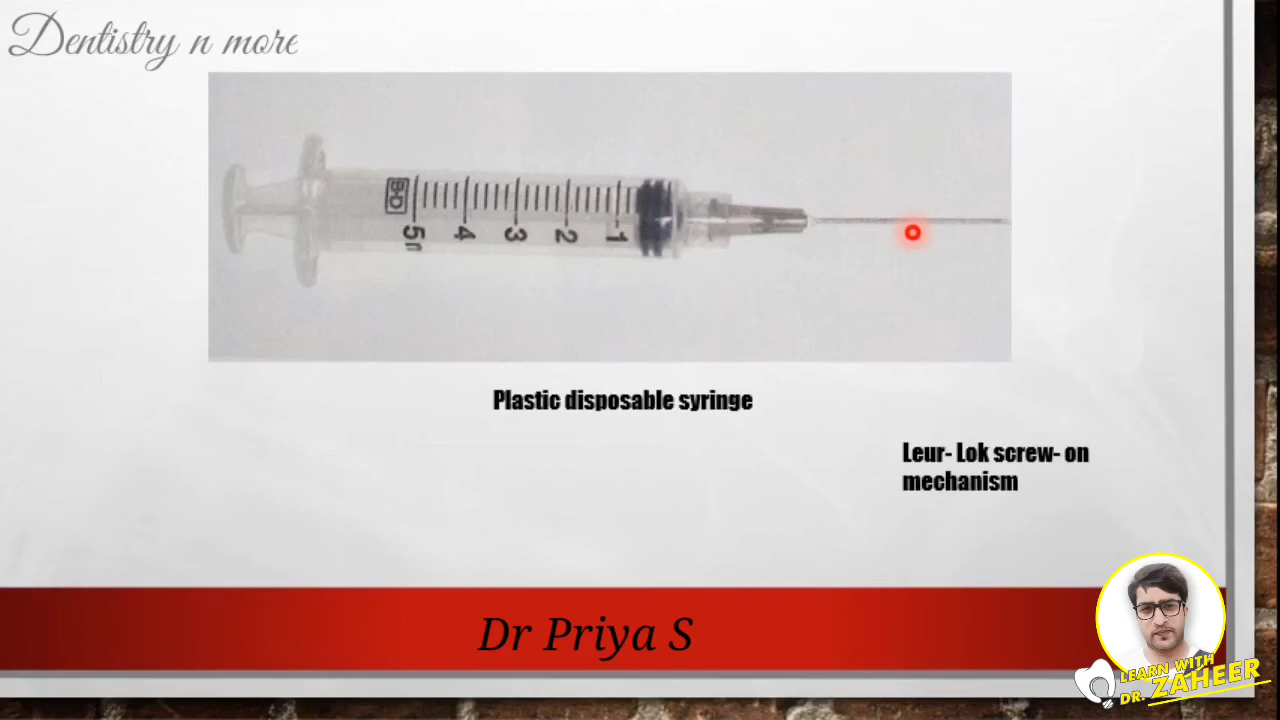 Dentistry n more
B-D
5
4
3
2
1
Plastic disposable syringe
Leur- Lok screw- on
mechanism
Dr Priya S
LEARN WITH
DR. ZAHEER